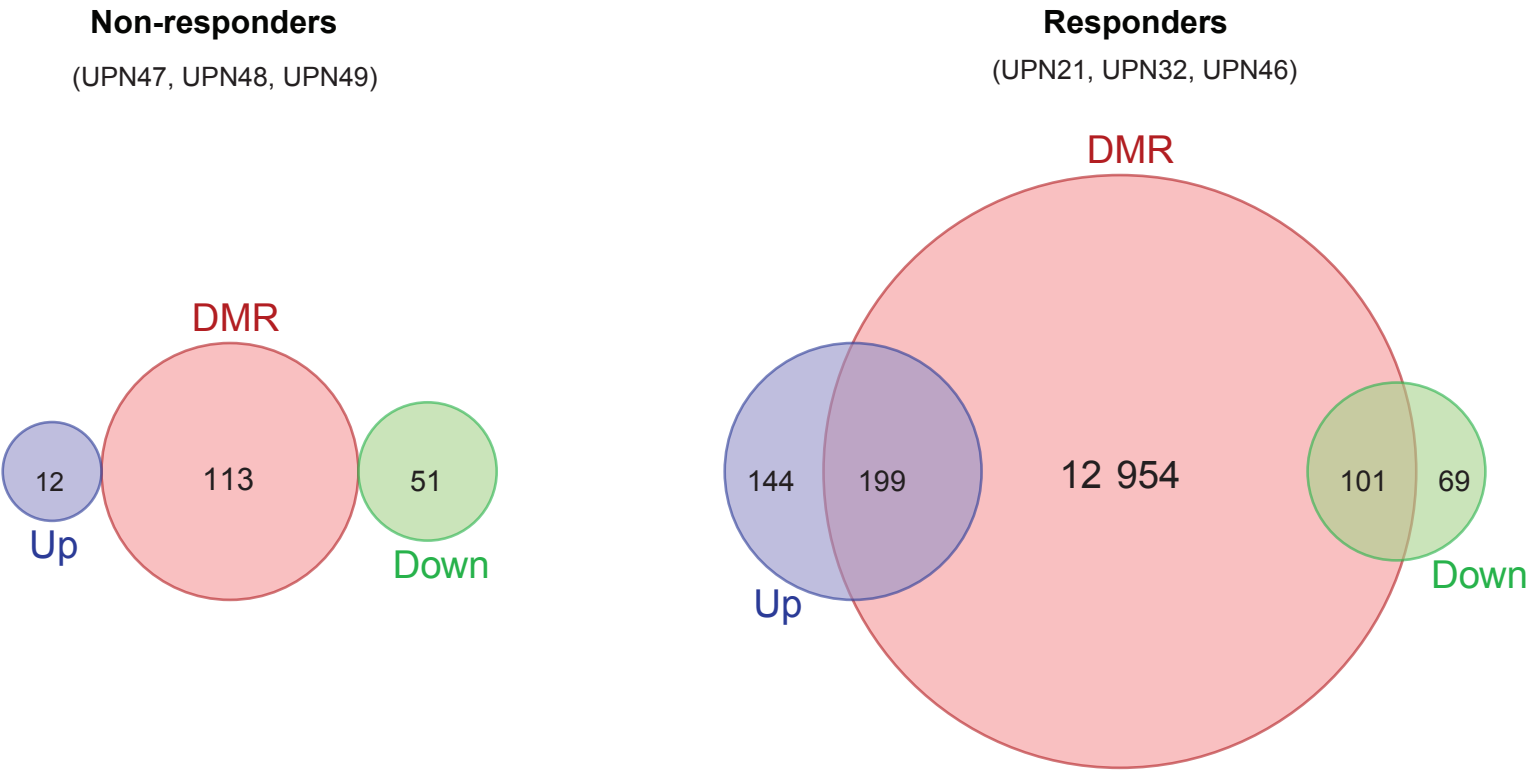 Non-responders
(UPN47, UPN48, UPN49)
DMR
12
113
51
Up
Down
Responders
(UPN21, UPN32, UPN46)
DMR
144
199
12 954
101
69
Up
Down